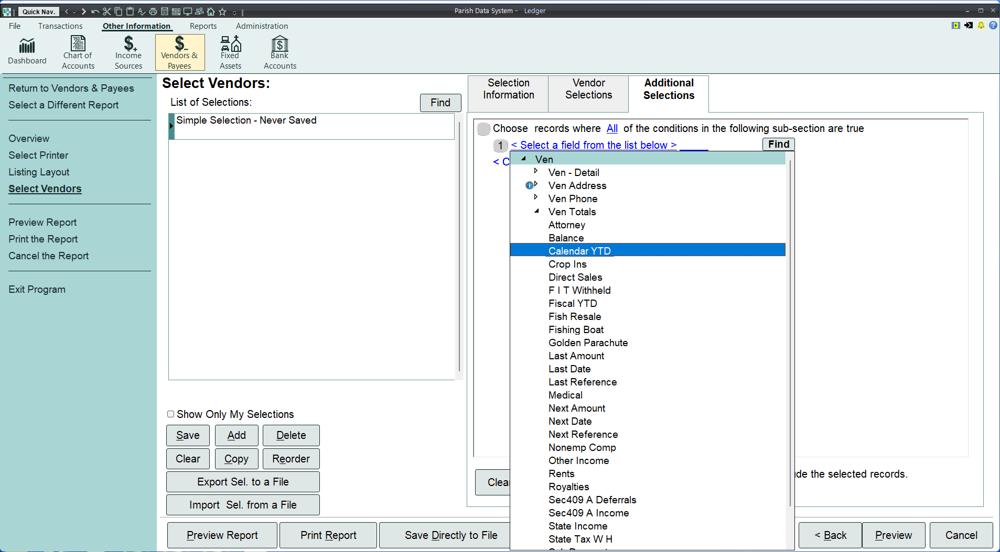 Quick Nav.
Parish Data System - Ledger
File Transactions Other Information Reports Administration
Dashboard
Chart of
Accounts
Income
Sources
Vendors &
Payees
Fixed
Assets
Bank
Accounts
Return to Vendors & Payees
Select a Different Report
Overview
Select Printer
Listing Layout
Select Vendors
Preview Report
Print the Report
Cancel the Report
Exit Program
Select Vendors:
List of Selections:
Find
Simple Selection - Never Saved
Show Only My Selections
Save
Add
Delete
Clear
Copy
Reorder
Export Sel. to a File
Import Sel. from a File
Selection
Information
Vendor
Selections
Additional
Selections
Choose records where All of the conditions in the following sub-section are true
1 < Select a field from the list below >
Find
< C
Ven
Ven - Detail
Ven Address
Ven Phone
Ven Totals
Attorney
Balance
Calendar YTD
Crop Ins
Direct Sales
F I T Withheld
Fiscal YTD
Fish Resale
Fishing Boat
Golden Parachute
Last Amount
Last Date
Last Reference
Medical
Next Amount
Next Date
Next Reference
Nonemp Comp
Other Income
Rents
Royalties
Sec409 A Deferrals
Sec409 A Income
State Income
State Tax W H
Clear
de the selected records.
Preview Report
Print Report
Save Directly to File
< Back
Preview
Cancel